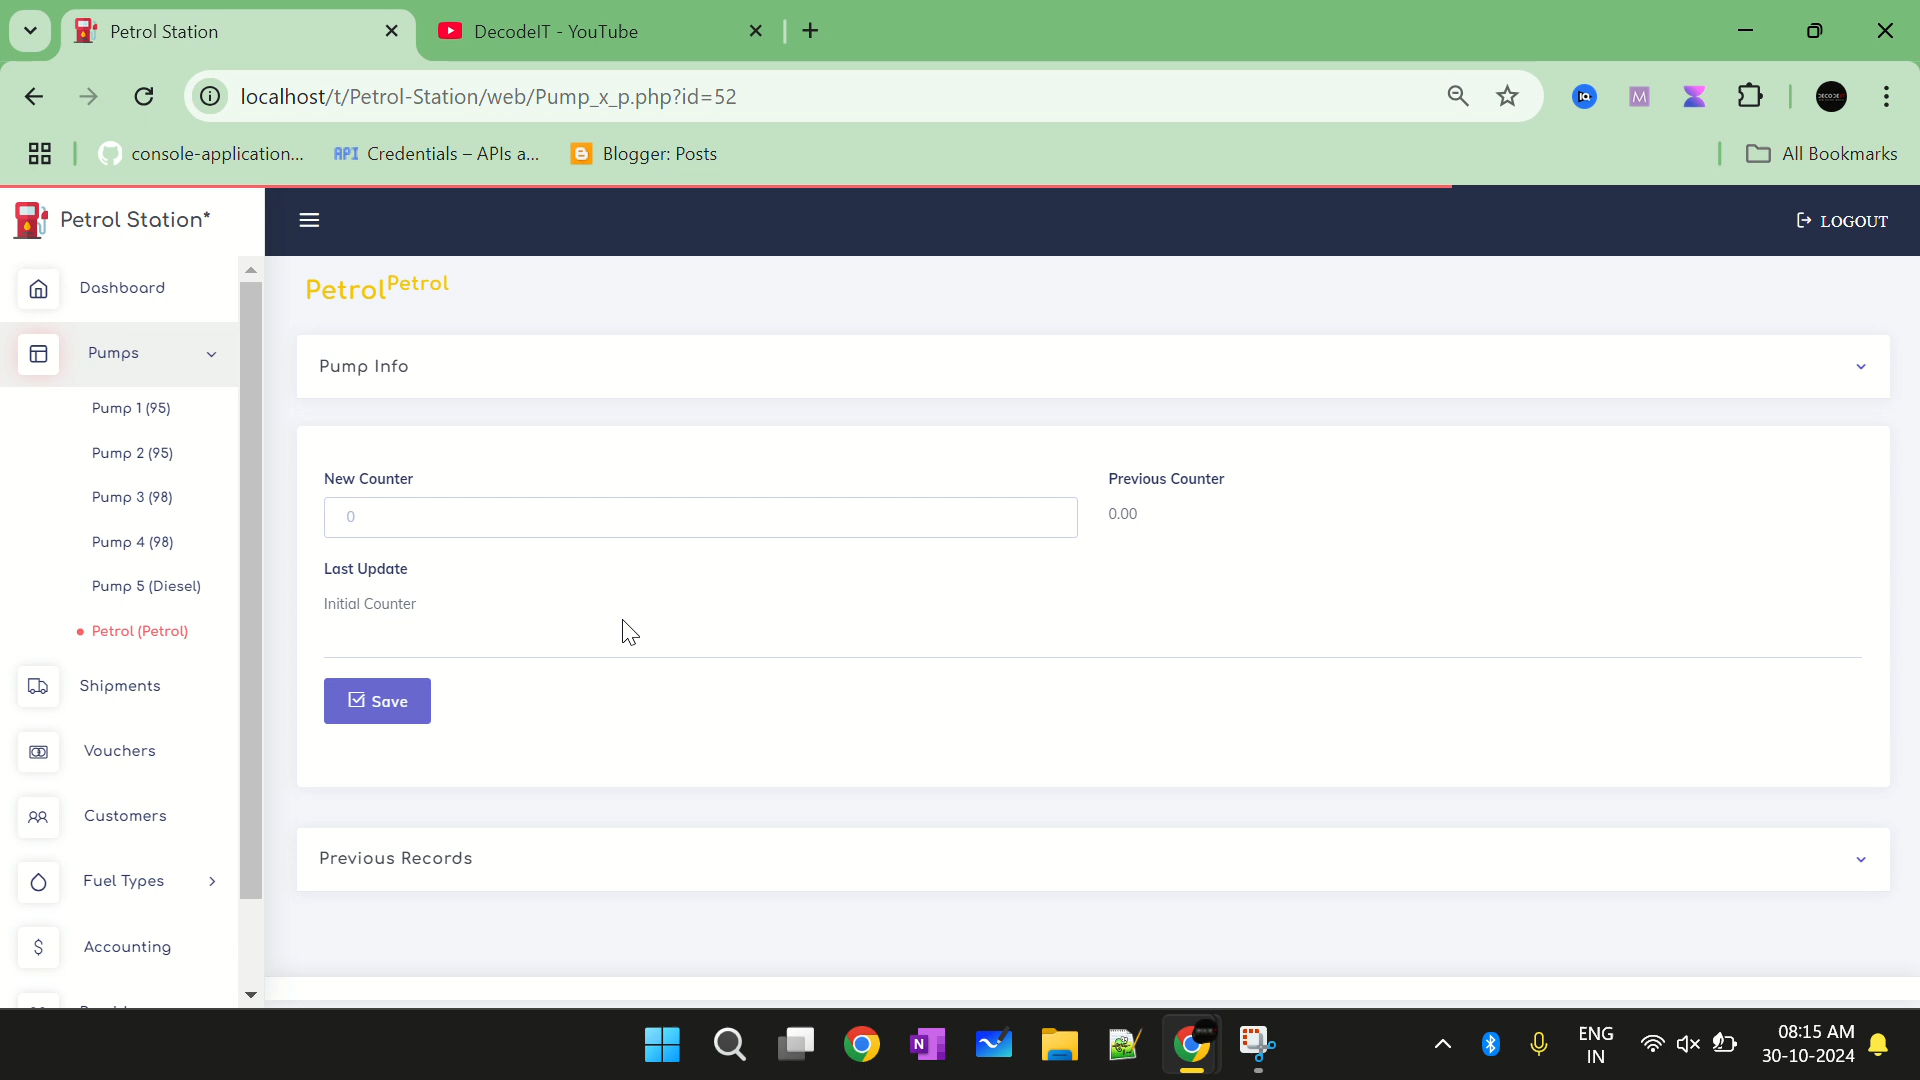 Petrol Station
DecodeIT - YouTube
localhost/t/Petrol-Station/web/Pump_x_p.php?id=52
console-application...
API Credentials – APIs a...
Blogger: Posts
All Bookmarks
Petrol Station*
LOGOUT
Dashboard
Pumps
Pump 1 (95)
Pump 2 (95)
Pump 3 (98)
Pump 4 (98)
Pump 5 (Diesel)
Petrol (Petrol)
Shipments
Vouchers
Customers
Fuel Types
Accounting
PetrolPetrol
Pump Info
New Counter
0
Previous Counter
0.00
Last Update
Initial Counter
Save
Previous Records
ENG
IN
08:15 AM
30-10-2024